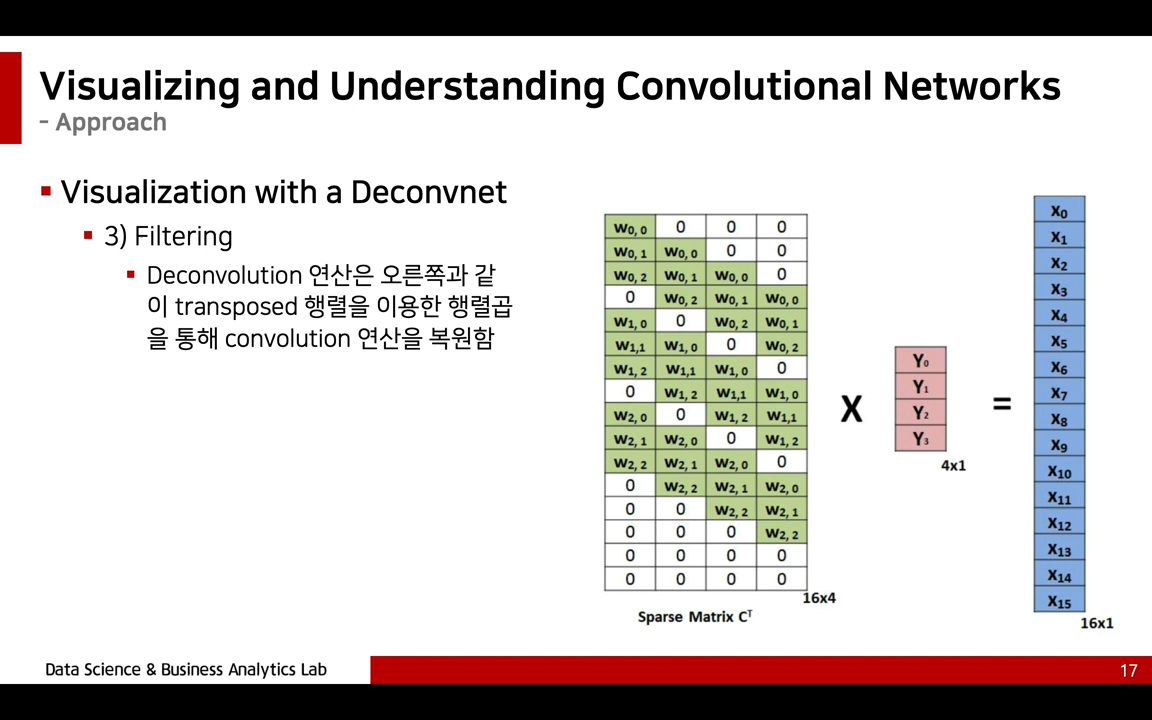 Visualizing and Understanding Convolutional Networks
- Approach
Visualization with a Deconvnet
3) Filtering
Deconvolution 연산은 오른쪽과 같
이 transposed 행렬을 이용한 행렬곱
을 통해 convolution 연산을 복원함
W0, 0 0 0 0
W0, 1 W0, 0 0 0
W0, 2 W0, 1 W0, 0 0
0 W0, 2 W0, 1 W0, 0
W1, 0 0 W0, 2 W0, 1
W1,1 W1, 0 0 W0, 2
W1, 2 W1,1 W1, 0 0
0 W1, 2 W1,1 W1, 0
W2, 0 0 W1, 2 W1,1
W2, 1 W2, 0 0 W1, 2
W2, 2 W2, 1 W2, 0 0
0 W2, 2 W2, 1 W2, 0
0 0 W2, 2 W2, 1
0 0 0 W2, 2
0 0 0 0
0 0 0 0
16x4
Sparse Matrix Cᵀ
X
Y0
Y1
Y2
Y3
4x1
=
X0
X1
X2
X3
X4
X5
X6
X7
X8
X9
X10
X11
X12
X13
X14
X15
16x1
Data Science & Business Analytics Lab
17